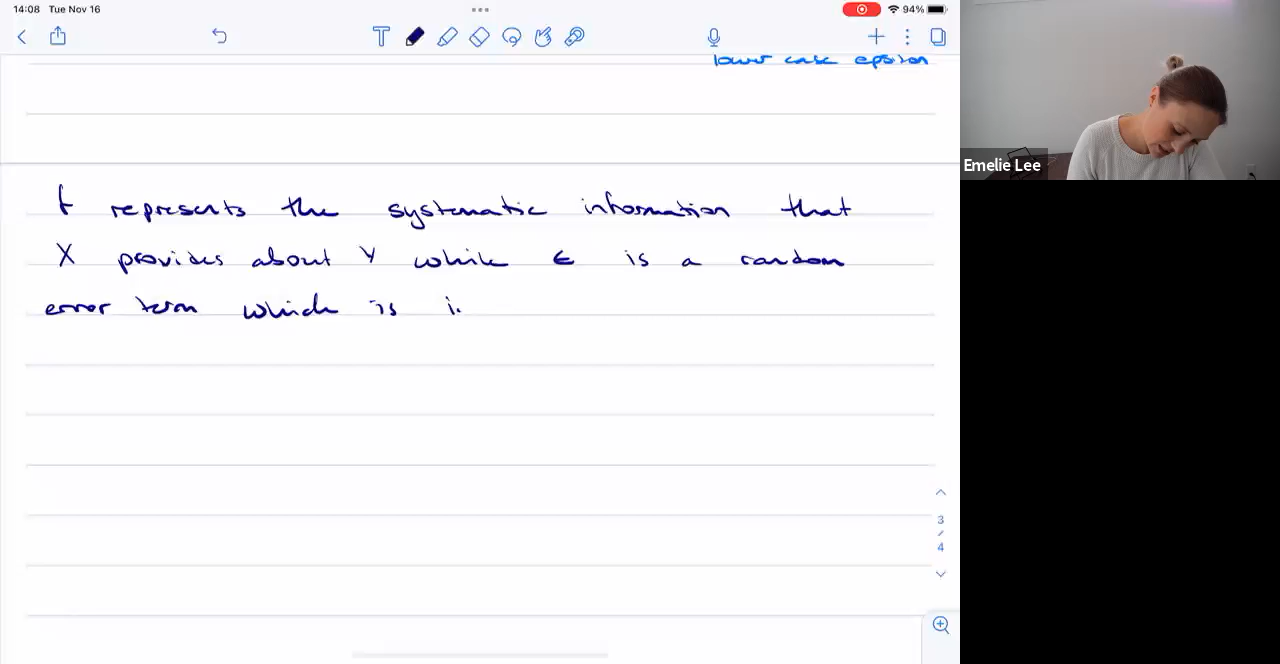 14:08 Tue Nov 16
94%
T
lower case epsilon
f represents the systematic information that
X provides about Y while ϵ is a random
error term which is i.
Emelie Lee
3
/
4